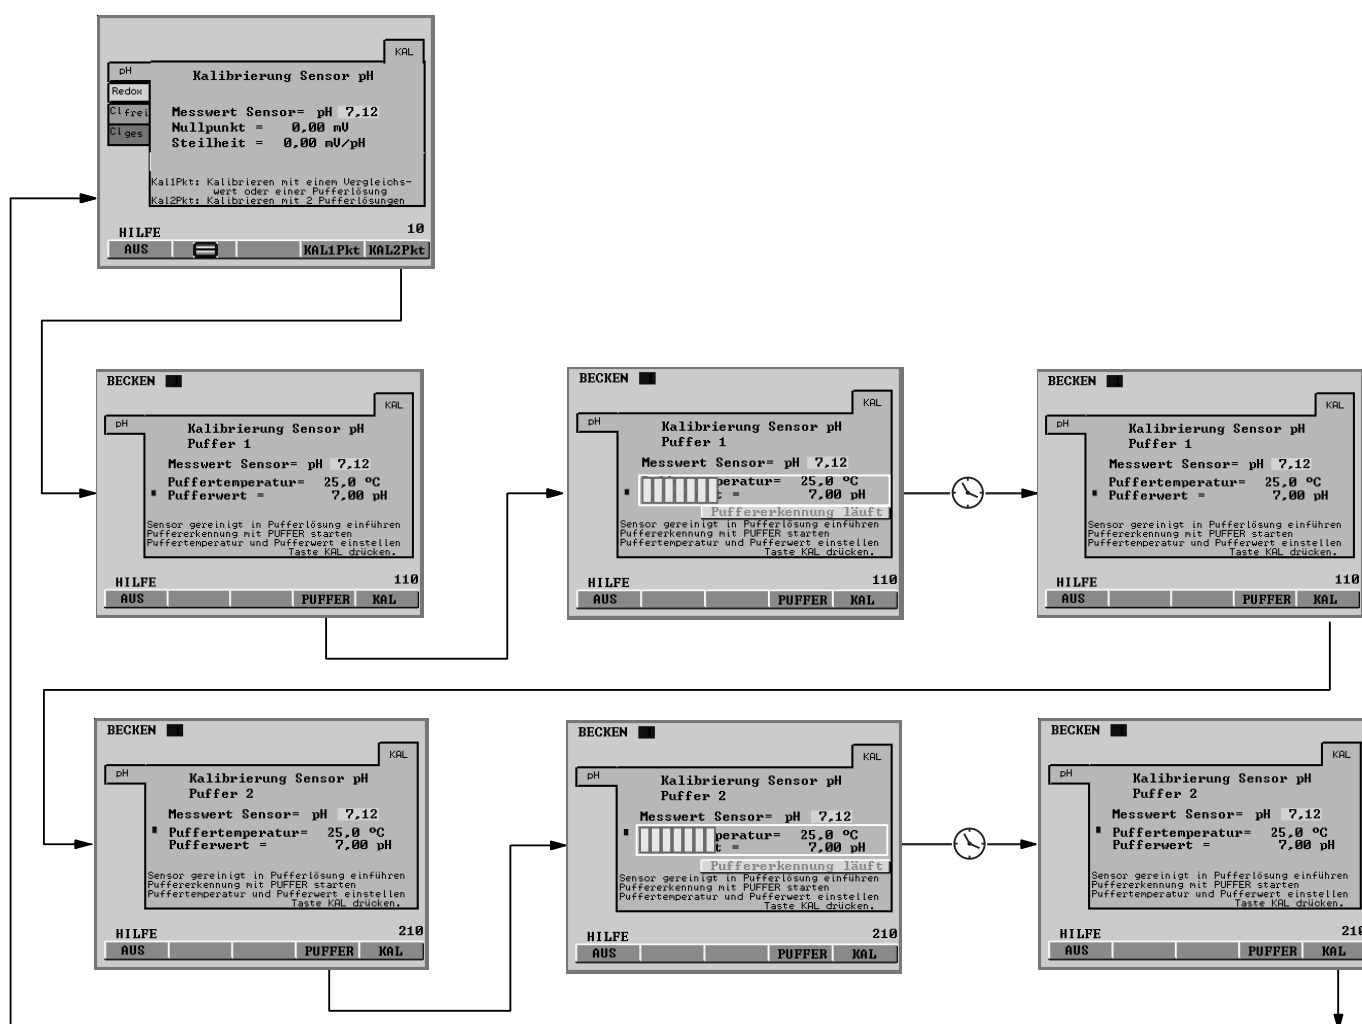 KAL
pH
Kalibrierung Sensor pH
Redox
Cl frei
Messwert Sensor= pH 7,12
Nullpunkt = 0,00 mV
Cl ges
Steilheit = 0,00 mV/pH
Kal1Pkt: Kalibrieren mit einem Vergleichs-
wert oder einer Pufferlösung
Kal2Pkt: Kalibrieren mit 2 Pufferlösungen
HILFE 10
AUS KAL1Pkt KAL2Pkt
BECKEN 1
KAL
pH
Kalibrierung Sensor pH
Puffer 1
Messwert Sensor= pH 7,12
Puffertemperatur= 25,0 ºC
Pufferwert = 7,00 pH
Sensor gereinigt in Pufferlösung einführen
Puffererkennung mit PUFFER starten
Puffertemperatur und Pufferwert einstellen
Taste KAL drücken.
HILFE 110
AUS PUFFER KAL
BECKEN 1
KAL
pH
Kalibrierung Sensor pH
Puffer 1
Messwert Sensor= pH 7,12
peratur= 25,0 ºC
t = 7,00 pH
Puffererkennung läuft
Sensor gereinigt in Pufferlösung einführen
Puffererkennung mit PUFFER starten
Puffertemperatur und Pufferwert einstellen
Taste KAL drücken.
HILFE 110
AUS PUFFER KAL
BECKEN 1
KAL
pH
Kalibrierung Sensor pH
Puffer 1
Messwert Sensor= pH 7,12
Puffertemperatur= 25,0 ºC
Pufferwert = 7,00 pH
Sensor gereinigt in Pufferlösung einführen
Puffererkennung mit PUFFER starten
Puffertemperatur und Pufferwert einstellen
Taste KAL drücken.
HILFE 110
AUS PUFFER KAL
BECKEN 1
KAL
pH
Kalibrierung Sensor pH
Puffer 2
Messwert Sensor= pH 7,12
Puffertemperatur= 25,0 ºC
Pufferwert = 7,00 pH
Sensor gereinigt in Pufferlösung einführen
Puffererkennung mit PUFFER starten
Puffertemperatur und Pufferwert einstellen
Taste KAL drücken.
HILFE 210
AUS PUFFER KAL
BECKEN 1
KAL
pH
Kalibrierung Sensor pH
Puffer 2
Messwert Sensor= pH 7,12
peratur= 25,0 ºC
t = 7,00 pH
Puffererkennung läuft
Sensor gereinigt in Pufferlösung einführen
Puffererkennung mit PUFFER starten
Puffertemperatur und Pufferwert einstellen
Taste KAL drücken.
HILFE 210
AUS PUFFER KAL
BECKEN 1
KAL
pH
Kalibrierung Sensor pH
Puffer 2
Messwert Sensor= pH 7,12
Puffertemperatur= 25,0 ºC
Pufferwert = 7,00 pH
Sensor gereinigt in Pufferlösung einführen
Puffererkennung mit PUFFER starten
Puffertemperatur und Pufferwert einstellen
Taste KAL drücken.
HILFE 210
AUS PUFFER KAL